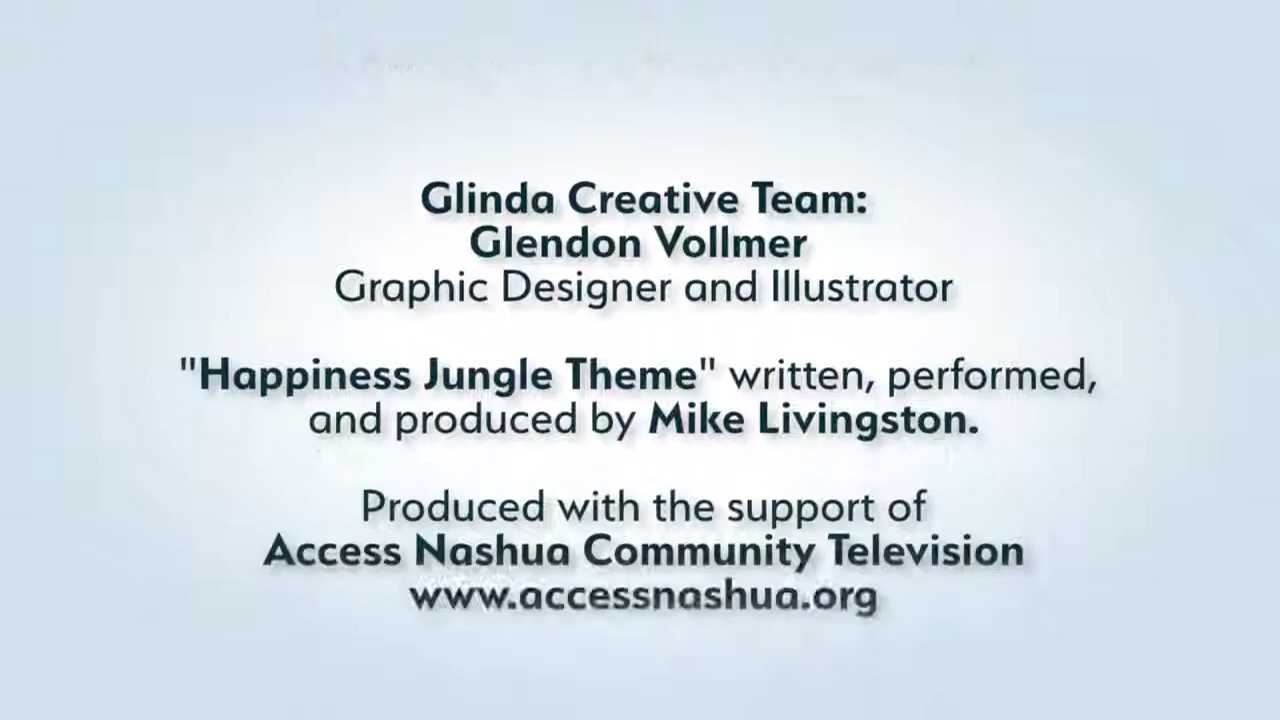 Glinda Creative Team:
Glendon Vollmer
Graphic Designer and Illustrator
"Happiness Jungle Theme" written, performed,
and produced by Mike Livingston.
Produced with the support of
Access Nashua Community Television
www.accessnashua.org